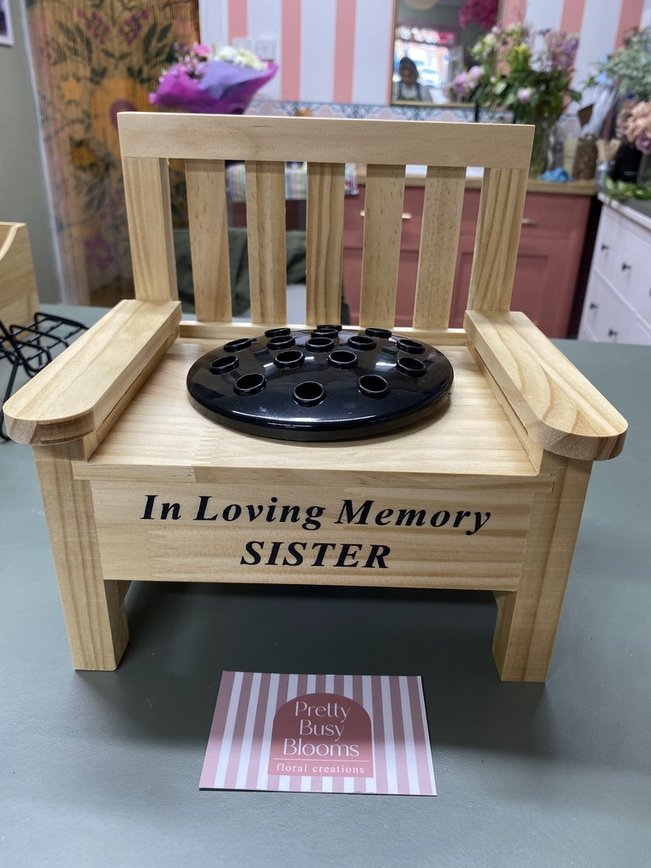 In Loving Memory
SISTER
Pretty
Busy
Blooms
floral creations